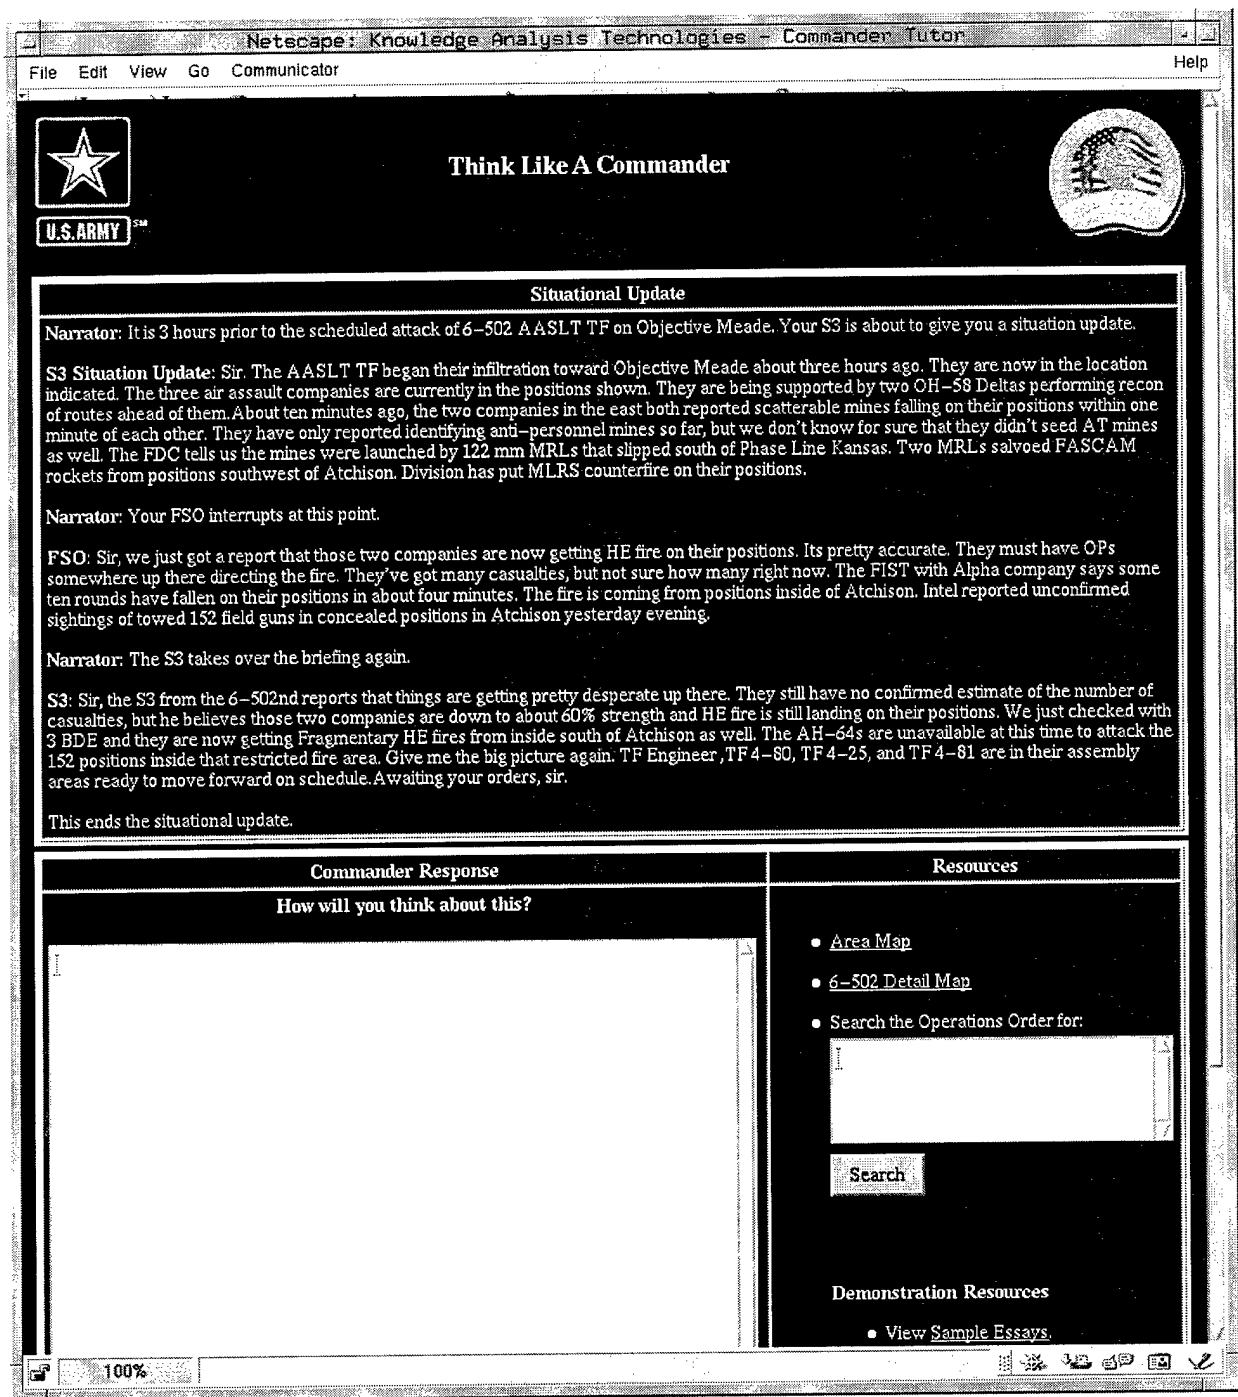 Netscape: Knowledge Analysis Technologies - Commander Tutor
File Edit View Go Communicator Help
Think Like A Commander
U.S.ARMY SM
Situational Update
Narrator: It is 3 hours prior to the scheduled attack of 6-502 AASLT TF on Objective Meade. Your S3 is about to give you a situation update.
S3 Situation Update: Sir. The AASLT TF began their infiltration toward Objective Meade about three hours ago. They are now in the location
indicated. The three air assault companies are currently in the positions shown. They are being supported by two OH-58 Deltas performing recon
of routes ahead of them.About ten minutes ago, the two companies in the east both reported scatterable mines falling on their positions within one
minute of each other. They have only reported identifying anti-personnel mines so far, but we don't know for sure that they didn't seed AT mines
as well. The FDC tells us the mines were launched by 122 mm MRLs that slipped south of Phase Line Kansas. Two MRLs salvoed FASCAM
rockets from positions southwest of Atchison. Division has put MLRS counterfire on their positions.
Narrator: Your FSO interrupts at this point.
FSO: Sir, we just got a report that those two companies are now getting HE fire on their positions. Its pretty accurate. They must have OPs
somewhere up there directing the fire. They've got many casualties, but not sure how many right now. The FIST with Alpha company says some
ten rounds have fallen on their positions in about four minutes. The fire is coming from positions inside of Atchison. Intel reported unconfirmed
sightings of towed 152 field guns in concealed positions in Atchison yesterday evening.
Narrator: The S3 takes over the briefing again.
S3: Sir, the S3 from the 6-502nd reports that things are getting pretty desperate up there. They still have no confirmed estimate of the number of
casualties, but he believes those two companies are down to about 60% strength and HE fire is still landing on their positions. We just checked with
3 BDE and they are now getting Fragmentary HE fires from inside south of Atchison as well. The AH-64s are unavailable at this time to attack the
152 positions inside that restricted fire area. Give me the big picture again. TF Engineer ,TF 4-80, TF 4-25, and TF 4-81 are in their assembly
areas ready to move forward on schedule.Awaiting your orders, sir.
This ends the situational update.
Commander Response
How will you think about this?
Resources
Area Map
6-502 Detail Map
Search the Operations Order for:
Search
Demonstration Resources
View Sample Essays.
100%